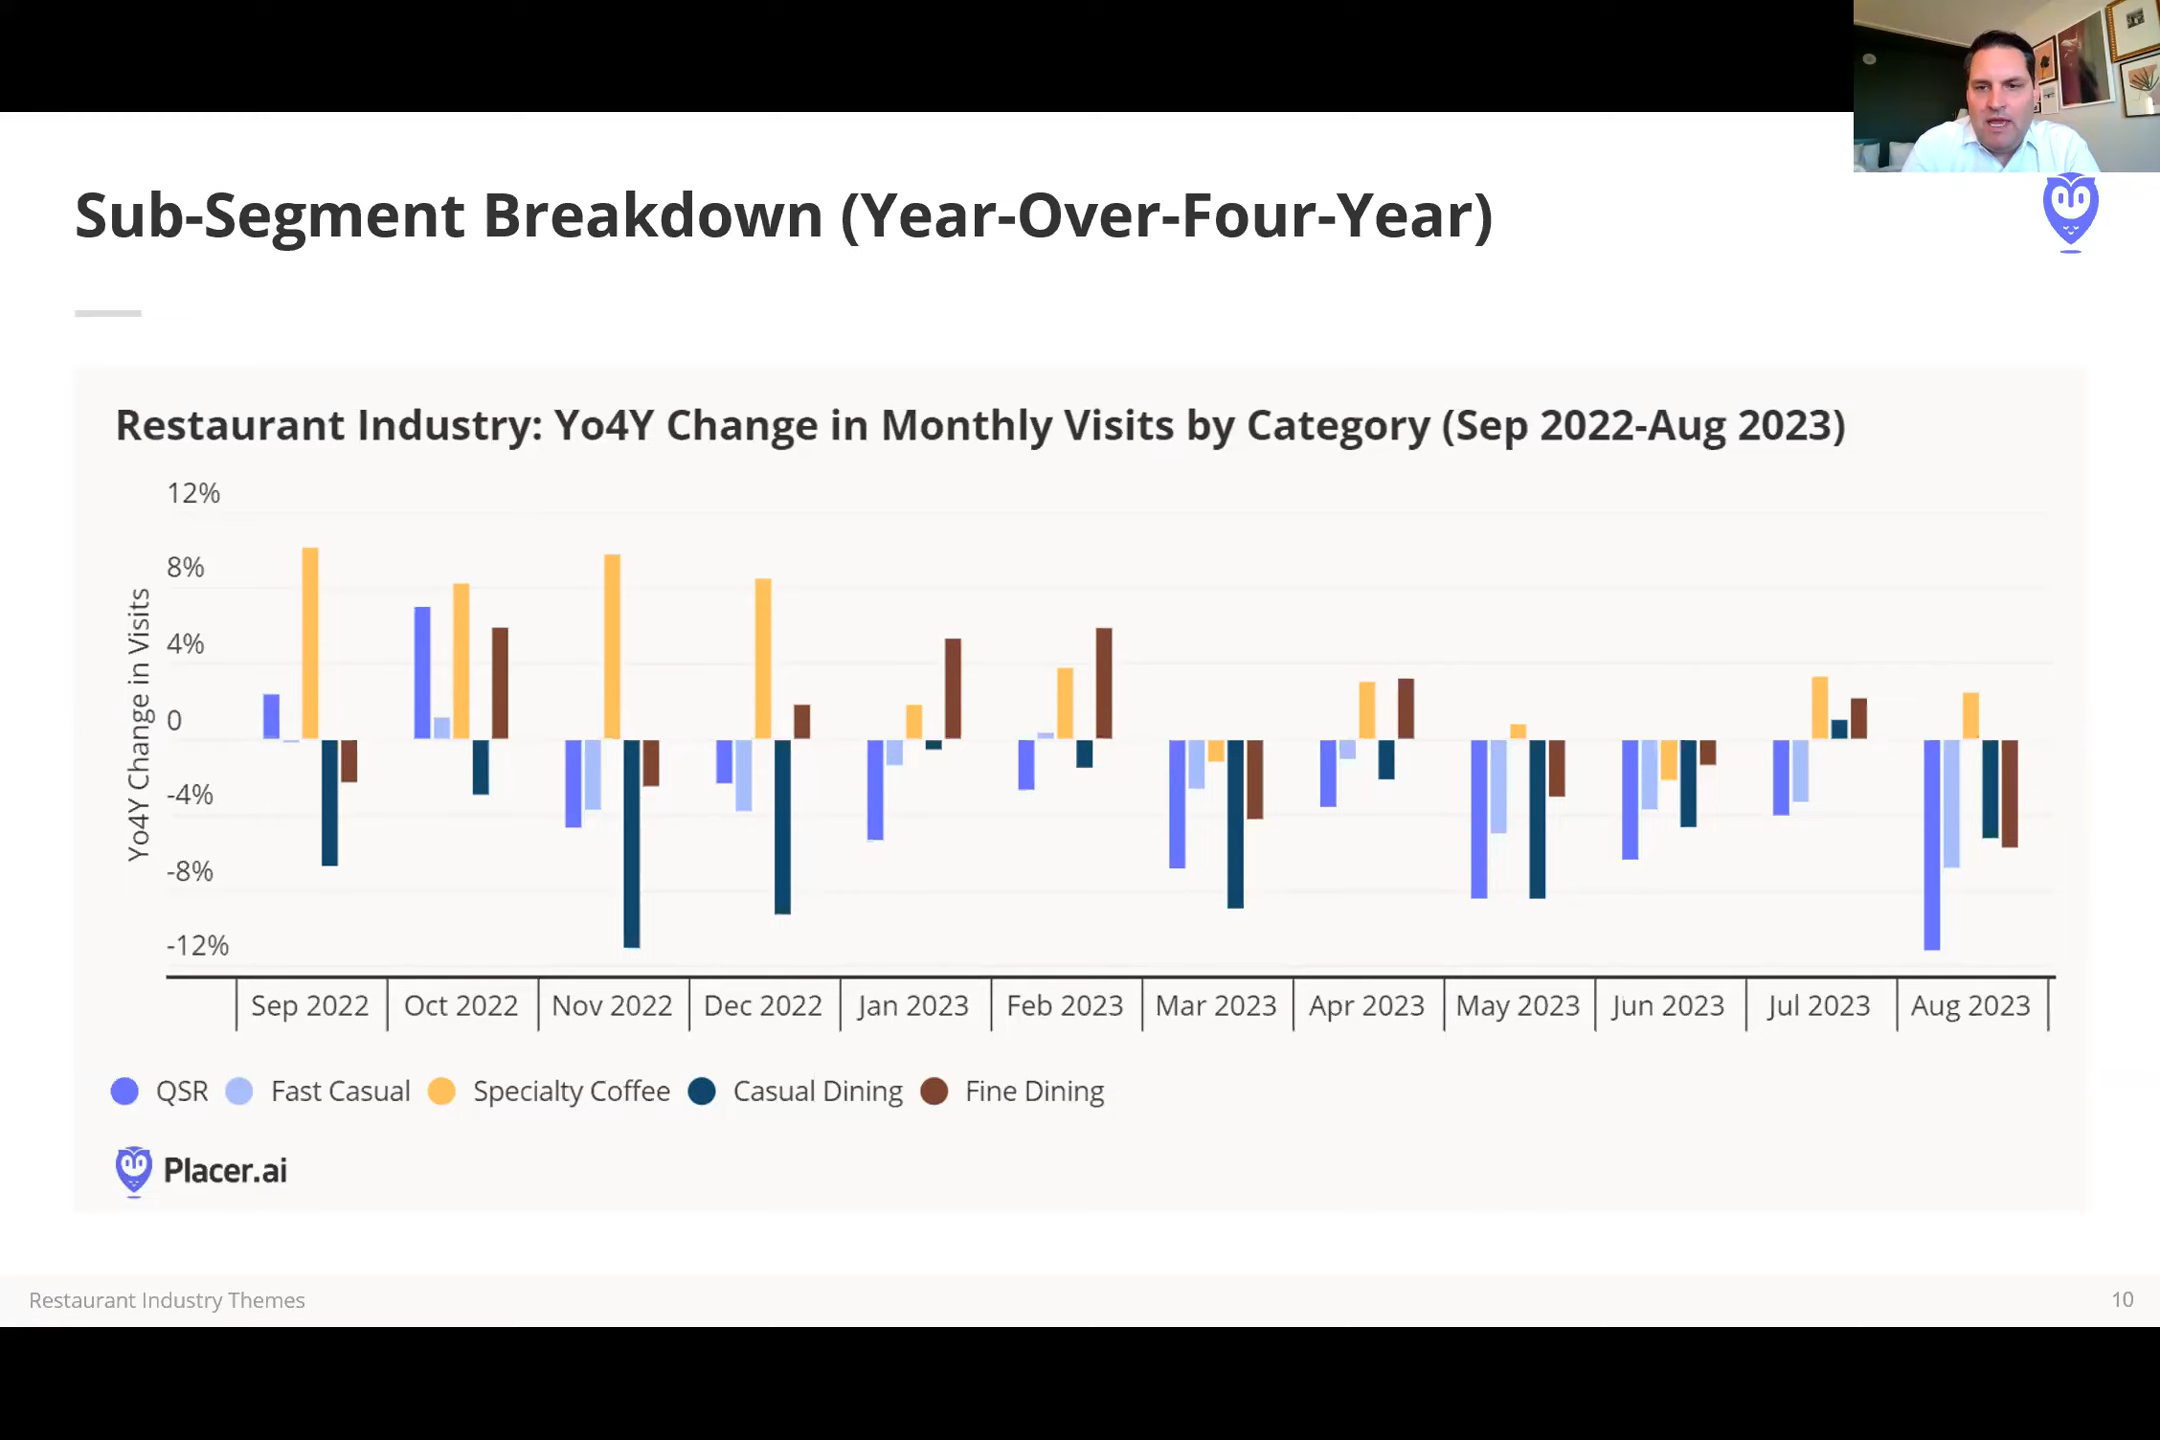 Sub-Segment Breakdown (Year-Over-Four-Year)
Restaurant Industry: Yo4Y Change in Monthly Visits by Category (Sep 2022-Aug 2023)
Yo4Y Change in Visits
12%
8%
4%
0
-4%
-8%
-12%
Sep 2022 Oct 2022 Nov 2022 Dec 2022 Jan 2023 Feb 2023 Mar 2023 Apr 2023 May 2023 Jun 2023 Jul 2023 Aug 2023
QSR Fast Casual Specialty Coffee Casual Dining Fine Dining
Placer.ai
Restaurant Industry Themes 10